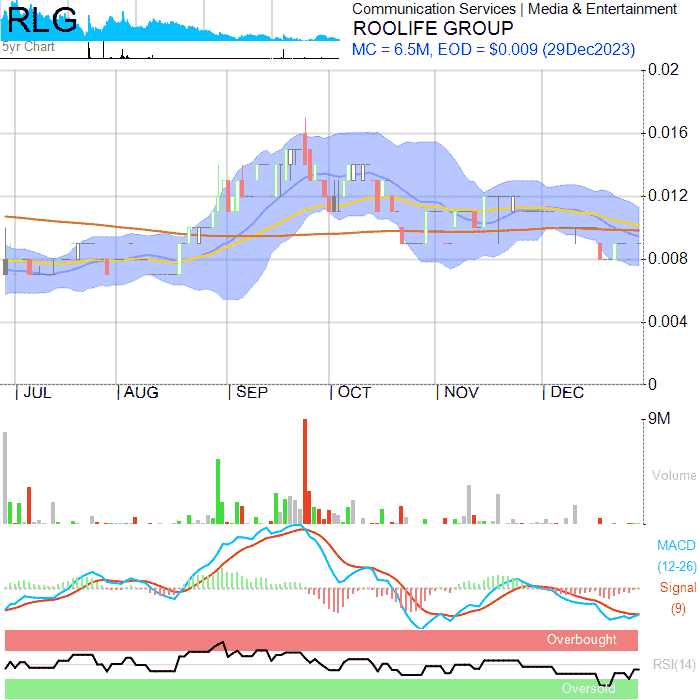 RLG
5yr Chart
Communication Services | Media & Entertainment
ROOLIFE GROUP
MC = 6.5M, EOD = $0.009 (29Dec2023)
0.02
0.016
0.012
0.008
0.004
0
JUL AUG SEP OCT NOV DEC
9M
Volume
MACD
(12-26)
Signal
(9)
Overbought
RSI(14)
Oversold